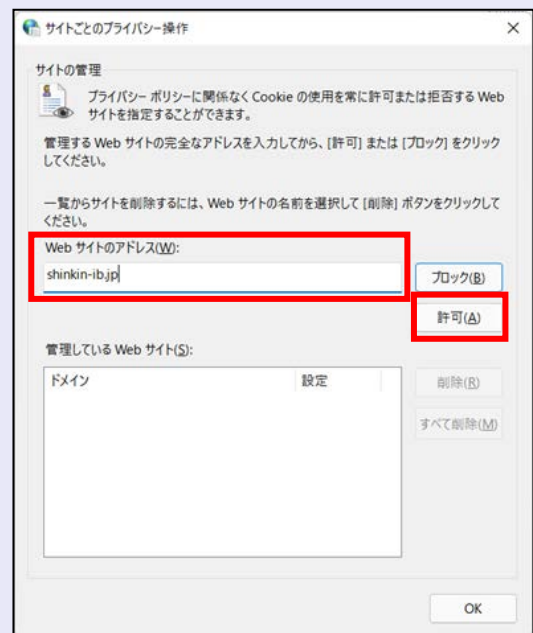 サイトごとのプライバシー操作
サイトの管理
プライバシー ポリシーに関係なく Cookie の使用を常に許可または拒否する Web
サイトを指定することができます。
管理する Web サイトの完全なアドレスを入力してから、[許可] または [ブロック] をクリック
してください。
一覧からサイトを削除するには、Web サイトの名前を選択して [削除] ボタンをクリックして
ください。
Web サイトのアドレス(W):
shinkin-ib.jp
ブロック(B)
許可(A)
管理している Web サイト(S):
ドメイン 設定
削除(R)
すべて削除(M)
OK